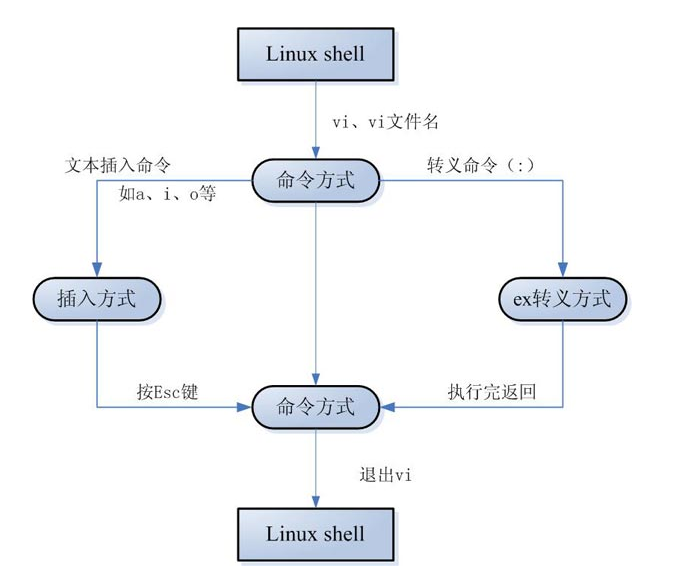 Linux shell
vi、vi文件名
文本插入命令
如a、i、o等
命令方式
转义命令（:）
插入方式
ex转义方式
按Esc键
命令方式
执行完返回
退出vi
Linux shell